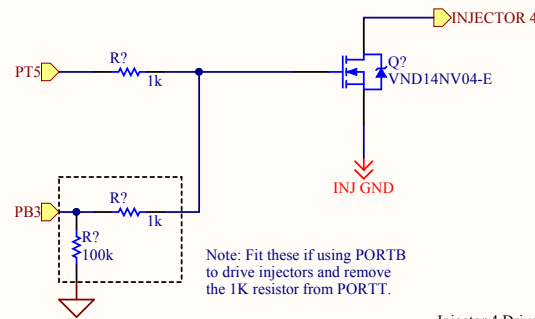 INJECTOR 4
R?
PT5
1k
Q?
VND14NV04-E
INJ GND
R?
PB3
1k
R?
100k
Note: Fit these if using PORTB
to drive injectors and remove
the 1K resistor from PORTT.